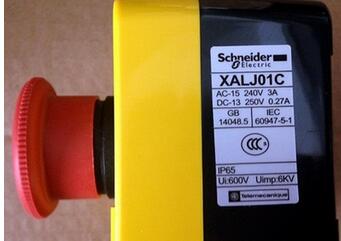 Schneider
Electric
XALJ01C
AC-15 240V 3A
DC-13 250V 0.27A
GB IEC
14048.5 60947-5-1
CCC
IP65
Ui:600V Uimp:6KV
Telemecanique